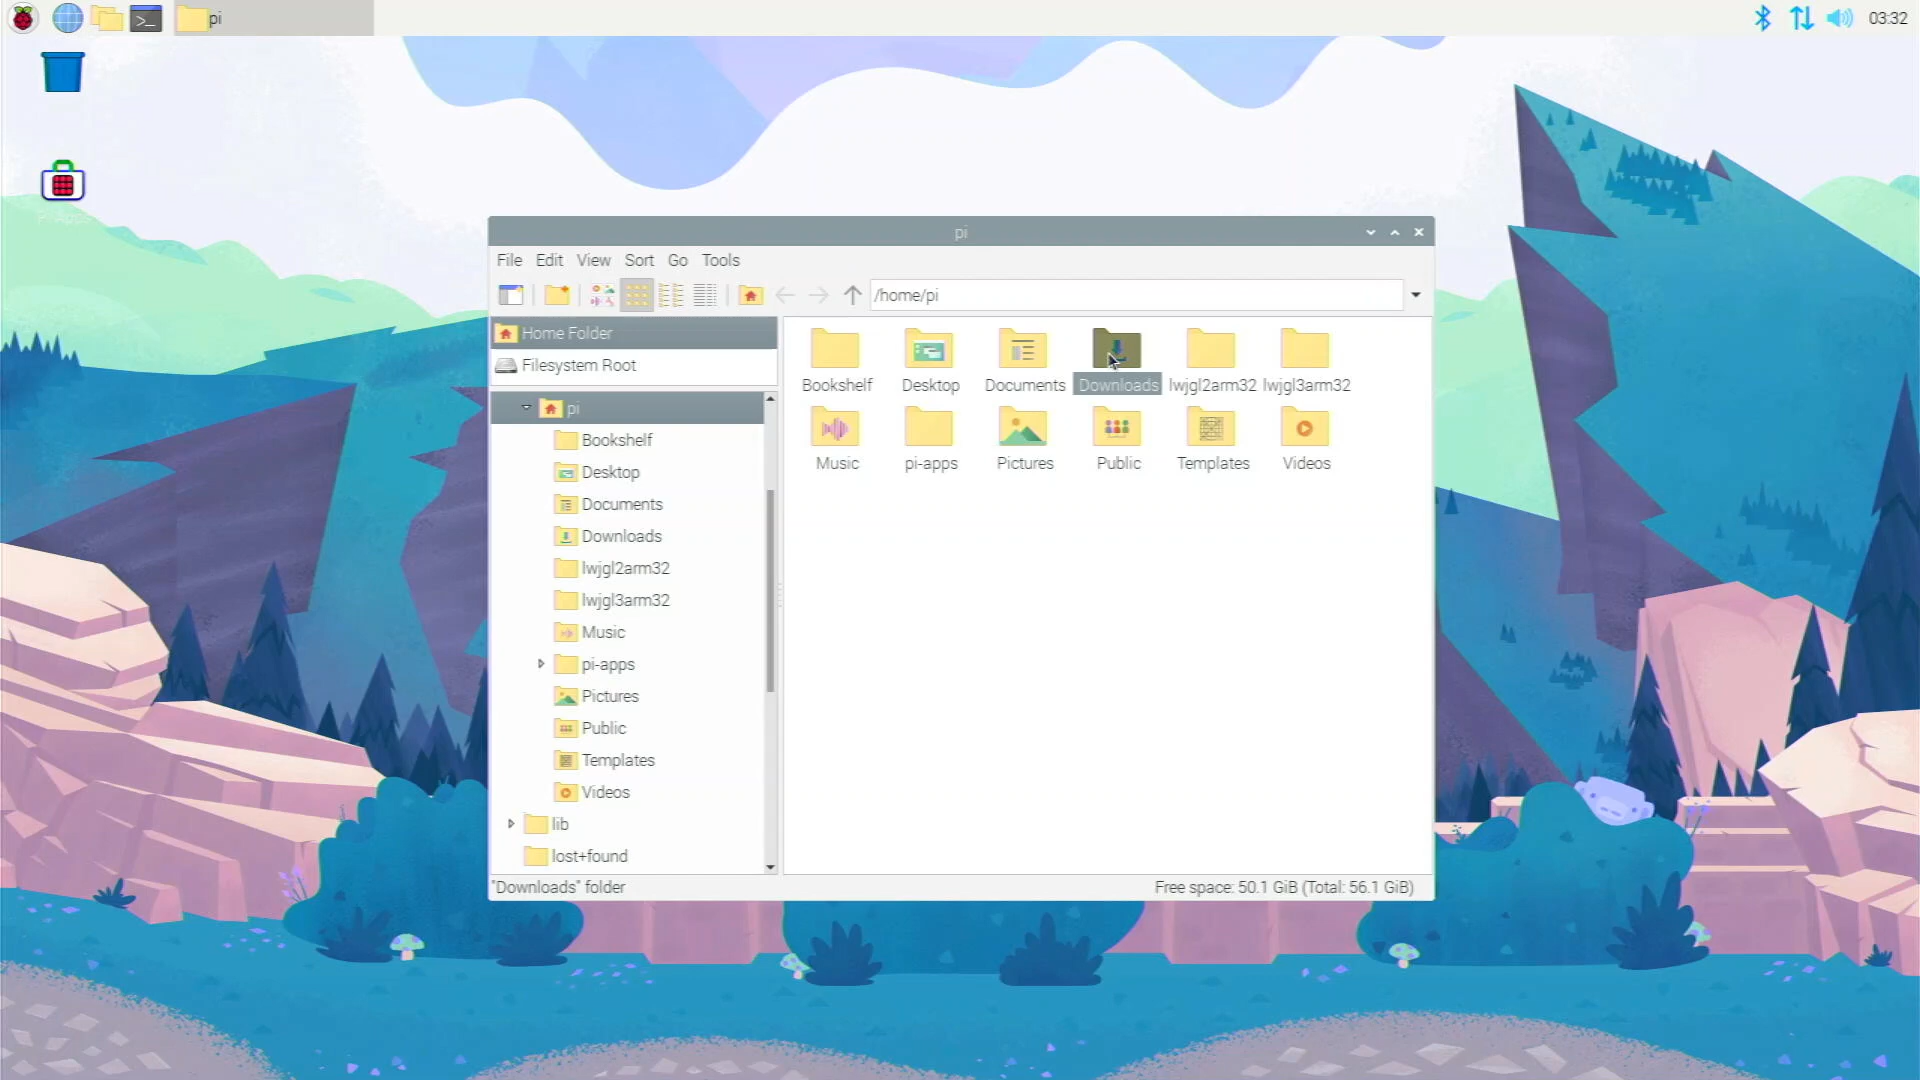 pi
03:32
Pi Apps
pi
File Edit View Sort Go Tools
/home/pi
Home Folder
Filesystem Root
pi
Bookshelf
Desktop
Documents
Downloads
lwjgl2arm32
lwjgl3arm32
Music
pi-apps
Pictures
Public
Templates
Videos
lib
lost+found
Bookshelf Desktop Documents Downloads lwjgl2arm32 lwjgl3arm32
Music pi-apps Pictures Public Templates Videos
"Downloads" folder
Free space: 50.1 GiB (Total: 56.1 GiB)